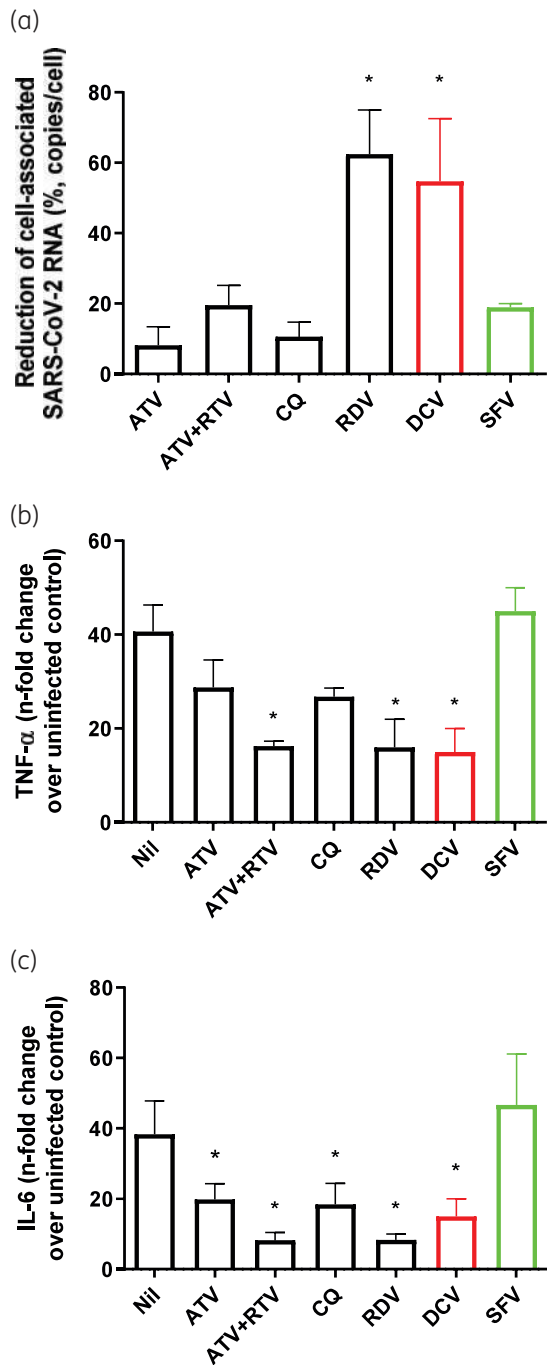 (a)
Reduction of cell-associated
SARS-CoV-2 RNA (%, copies/cell)
80
60
40
20
0
* *
ATV ATV+RTV CQ RDV DCV SFV
(b)
TNF-α (n-fold change
over uninfected control)
60
40
20
0
* * *
Nil ATV ATV+RTV CQ RDV DCV SFV
(c)
IL-6 (n-fold change
over uninfected control)
80
60
40
20
0
* * * * *
Nil ATV ATV+RTV CQ RDV DCV SFV